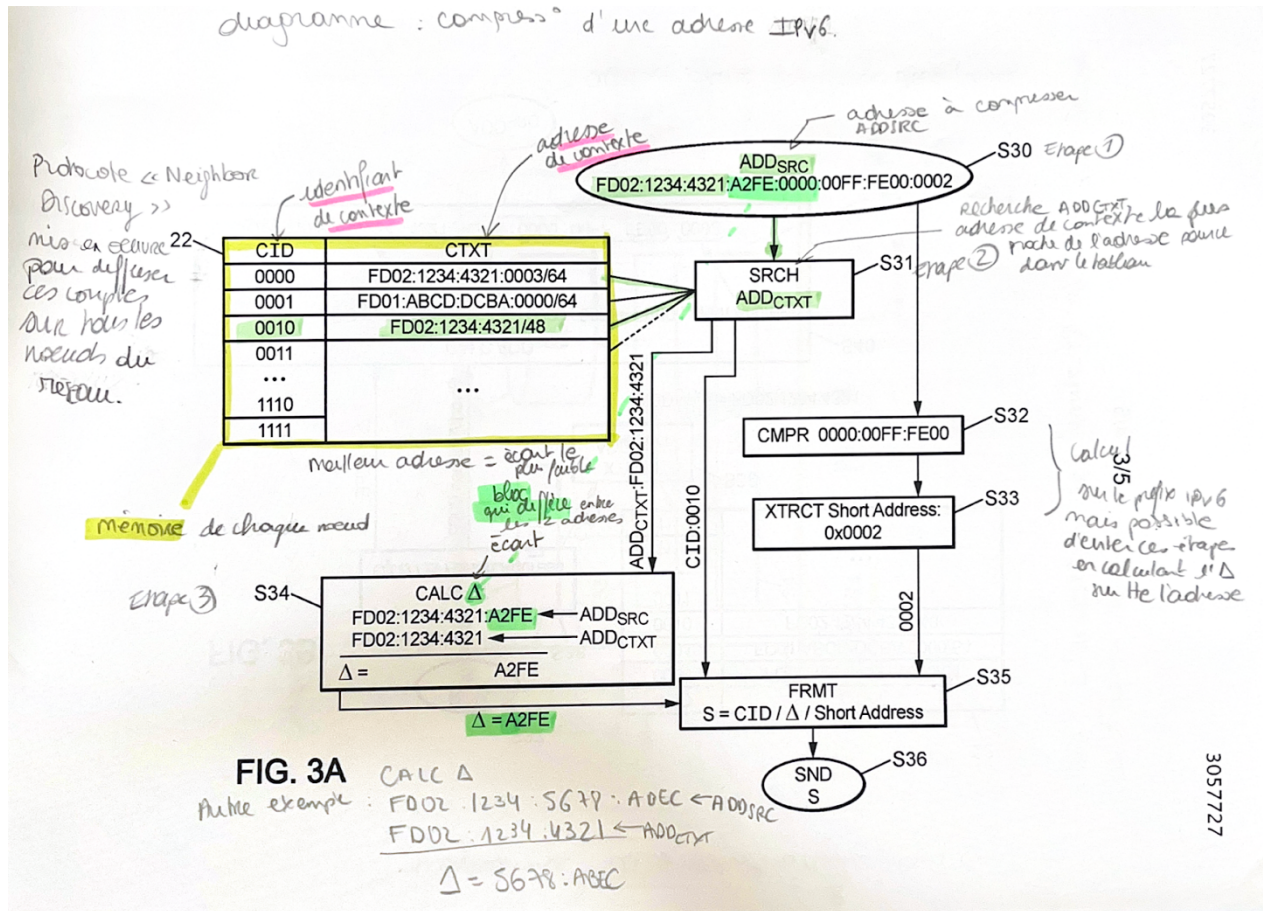 diagramme : compress° d'une adresse IPv6.
adresse à compresser
ADDSRC
adresse
de contexte
identifiant
de contexte
Protocole « Neighbor
Discovery »
mis en œuvre
pour diffuser
ces couples
sur tous les
noeuds du
réseau.
22
CID CTXT
0000 FD02:1234:4321:0003/64
0001 FD01:ABCD:DCBA:0000/64
0010 FD02:1234:4321/48
0011
... ...
1110
1111
ADDSRC
FD02:1234:4321:A2FE:0000:00FF:FE00:0002
S30 Etape ①
Recherche ADDCTXT,
adresse de contexte la plus
proche de l'adresse source
dans le tableau
Etape ②
SRCH
ADDCTXT
S31
ADDCTXT:FD02:1234:4321
CID:0010
CMPR 0000:00FF:FE00
S32
XTRCT Short Address:
0x0002
S33
0002
Calcul
sur le prefix IPv6
mais possible
d'eviter ces étapes
en calculant l'Δ
sur tte l'adresse
3/5
meilleur adresse = écart le
plus faible
bloc
qui diffère entre
les 2 adresses
= écart
mémoire de chaque noeud
Etape ③
S34
CALC Δ
FD02:1234:4321:A2FE ADDSRC
FD02:1234:4321 ADDCTXT
Δ = A2FE
Δ = A2FE
FRMT
S = CID / Δ / Short Address
S35
SND
S
S36
FIG. 3A
CALC Δ
Autre exemple : FD02:1234:5678:ABEC ← ADDSRC
FD02:1234:4321 ← ADDCTXT
Δ = 5678:ABEC
3057727